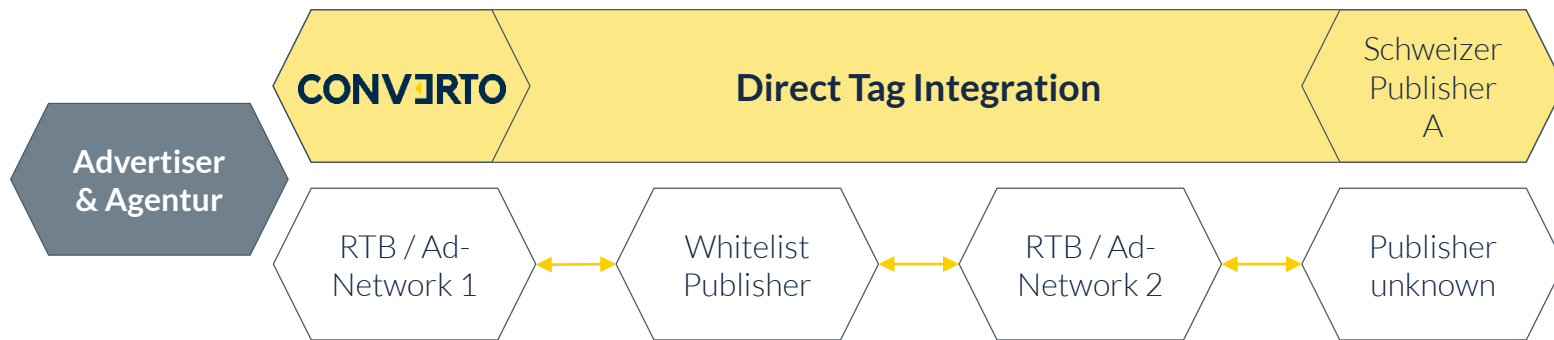 CONVERTO
Direct Tag Integration
Schweizer
Publisher
A
Advertiser
& Agentur
RTB / Ad-
Network 1
Whitelist
Publisher
RTB / Ad-
Network 2
Publisher
unknown